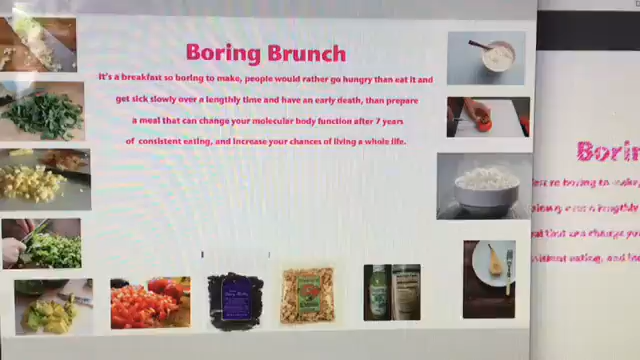 Boring Brunch
It's a breakfast so boring to make, people would rather go hungry than eat it and
get sick slowly over a lengthly time and have an early death, than prepare
a meal that can change your molecular body function after 7 years
of consistent eating, and increase your chances of living a whole life.